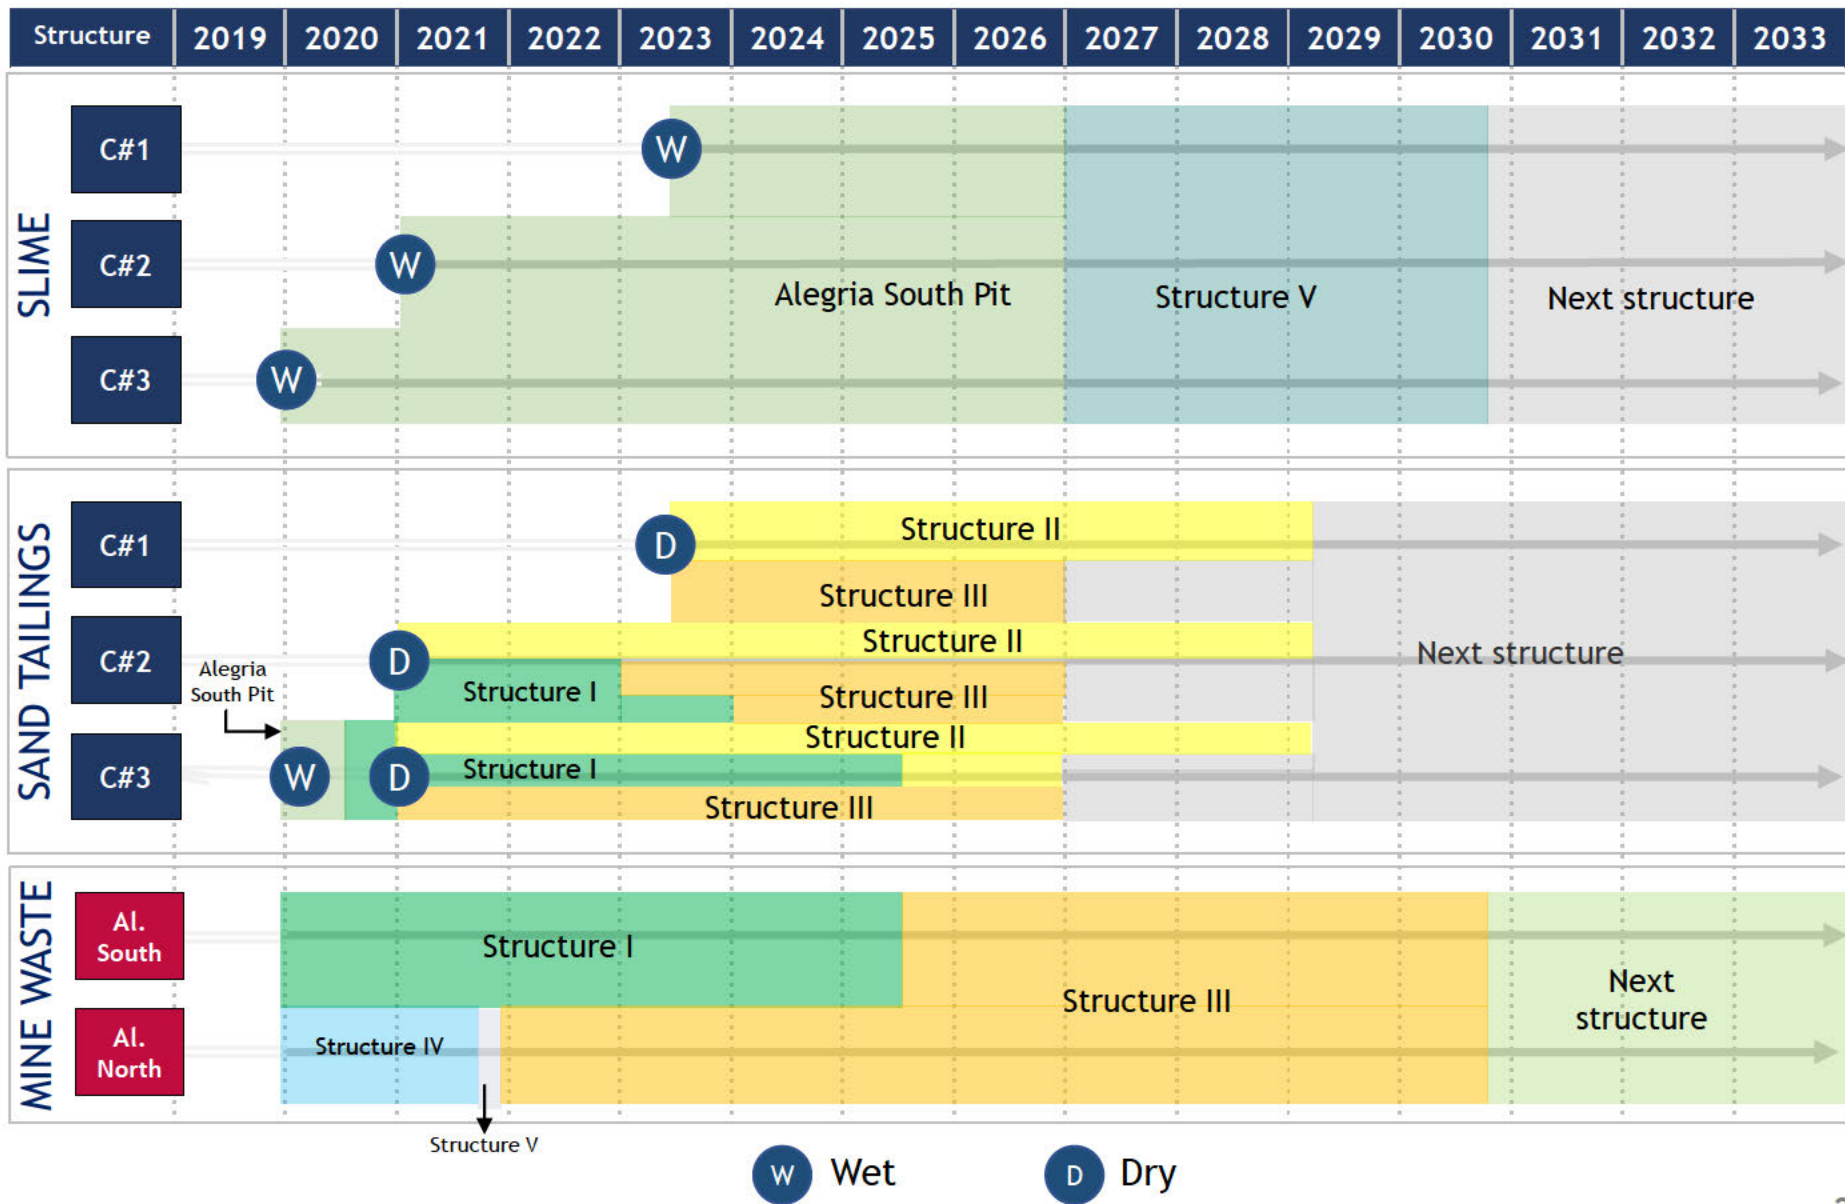 Structure 2019 2020 2021 2022 2023 2024 2025 2026 2027 2028 2029 2030 2031 2032 2033
SLIME
C#1
W
C#2
W
Alegria South Pit
Structure V
Next structure
C#3
W
SAND TAILINGS
C#1
D
Structure II
Structure III
C#2
D
Structure II
Next structure
Alegria
South Pit
Structure I
Structure III
Structure II
C#3
W
D
Structure I
Structure III
MINE WASTE
Al.
South
Structure I
Structure III
Next
structure
Al.
North
Structure IV
Structure V
W Wet
D Dry